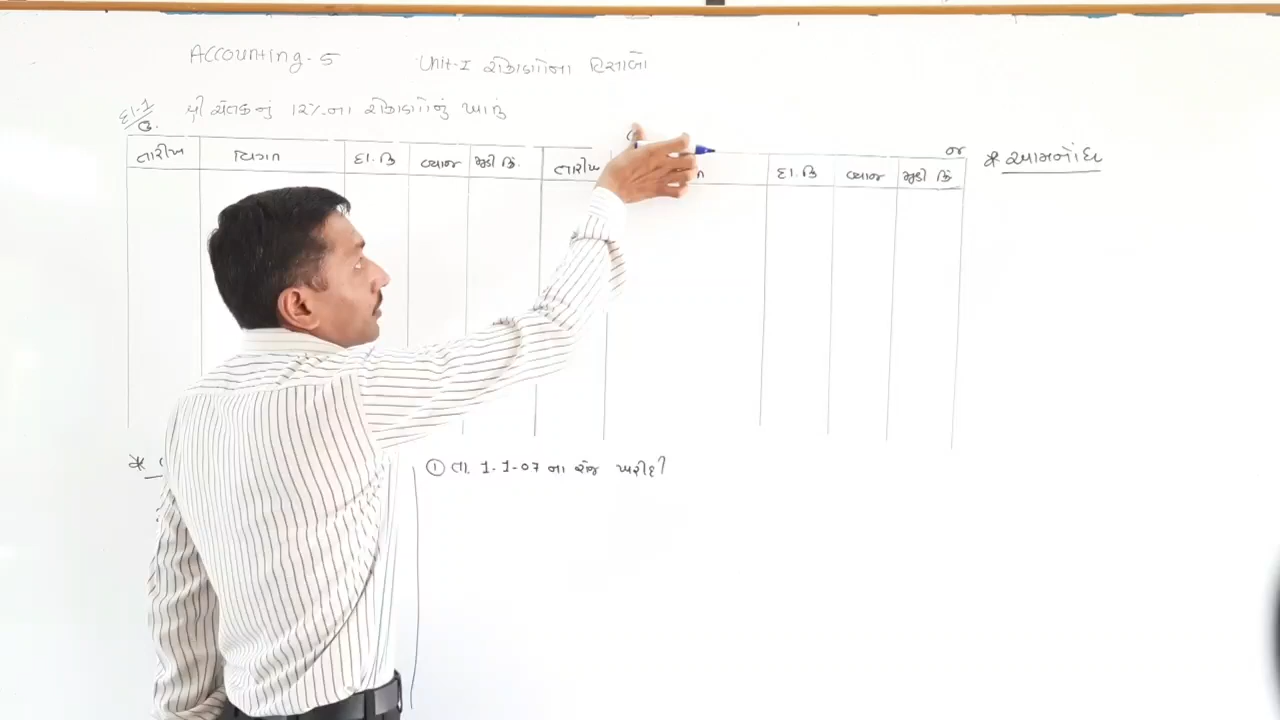 Accounting-5 Unit-I રોકાણોના હિસાબો
દા-1 શ્રી ચંતકનું 12% ના રોકાણોનું ખાતું
ઉ.
જ
તારીખ વિગત દા.કિ વ્યાજ મૂડી કિં. તારીખ દા.કિ વ્યાજ મૂડી કિં
* આમનોંધ
*
① તા. 1-1-07 ના રોજ ખરીદી